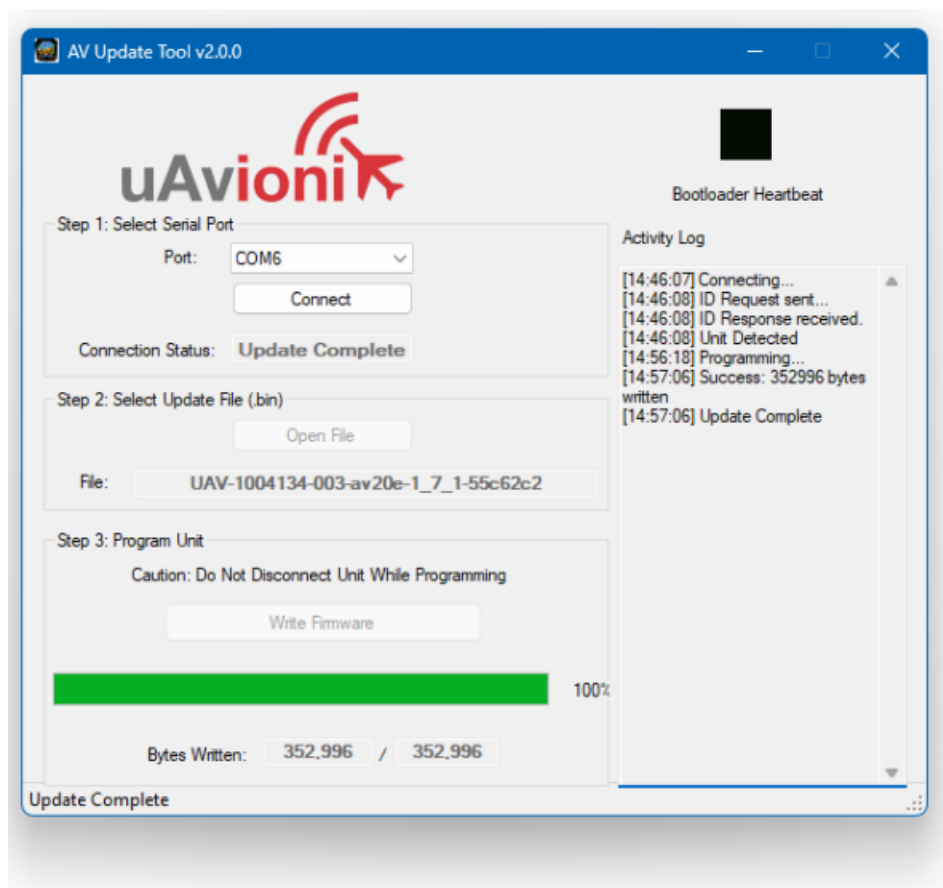 AV Update Tool v2.0.0
uAvionix
Bootloader Heartbeat
Step 1: Select Serial Port
Port: COM6
Connect
Connection Status: Update Complete
Step 2: Select Update File (.bin)
Open File
File: UAV-1004134-003-av20e-1_7_1-55c62c2
Step 3: Program Unit
Caution: Do Not Disconnect Unit While Programming
Write Firmware
100%
Bytes Written: 352,996 / 352,996
Activity Log
[14:46:07] Connecting...
[14:46:08] ID Request sent...
[14:46:08] ID Response received.
[14:46:08] Unit Detected
[14:56:18] Programming...
[14:57:06] Success: 352996 bytes
written
[14:57:06] Update Complete
Update Complete